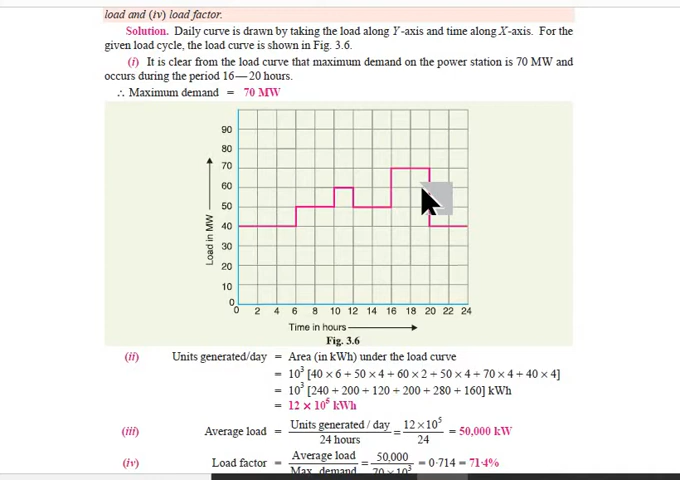 load and (iv) load factor.
Solution. Daily curve is drawn by taking the load along Y-axis and time along X-axis. For the
given load cycle, the load curve is shown in Fig. 3.6.
(i) It is clear from the load curve that maximum demand on the power station is 70 MW and
occurs during the period 16—20 hours.
∴ Maximum demand = 70 MW
90
80
70
60
50
40
30
20
10
0
Load in MW
0 2 4 6 8 10 12 14 16 18 20 22 24
Time in hours
Fig. 3.6
(ii) Units generated/day = Area (in kWh) under the load curve
= 10³ [40 × 6 + 50 × 4 + 60 × 2 + 50 × 4 + 70 × 4 + 40 × 4]
= 10³ [240 + 200 + 120 + 200 + 280 + 160] kWh
= 12 × 10⁵ kWh
(iii) Average load = Units generated / day / 24 hours = 12×10⁵ / 24 = 50,000 kW
(iv) Load factor = Average load / Max. demand = 50,000 / 70 × 10³ = 0·714 = 71·4%